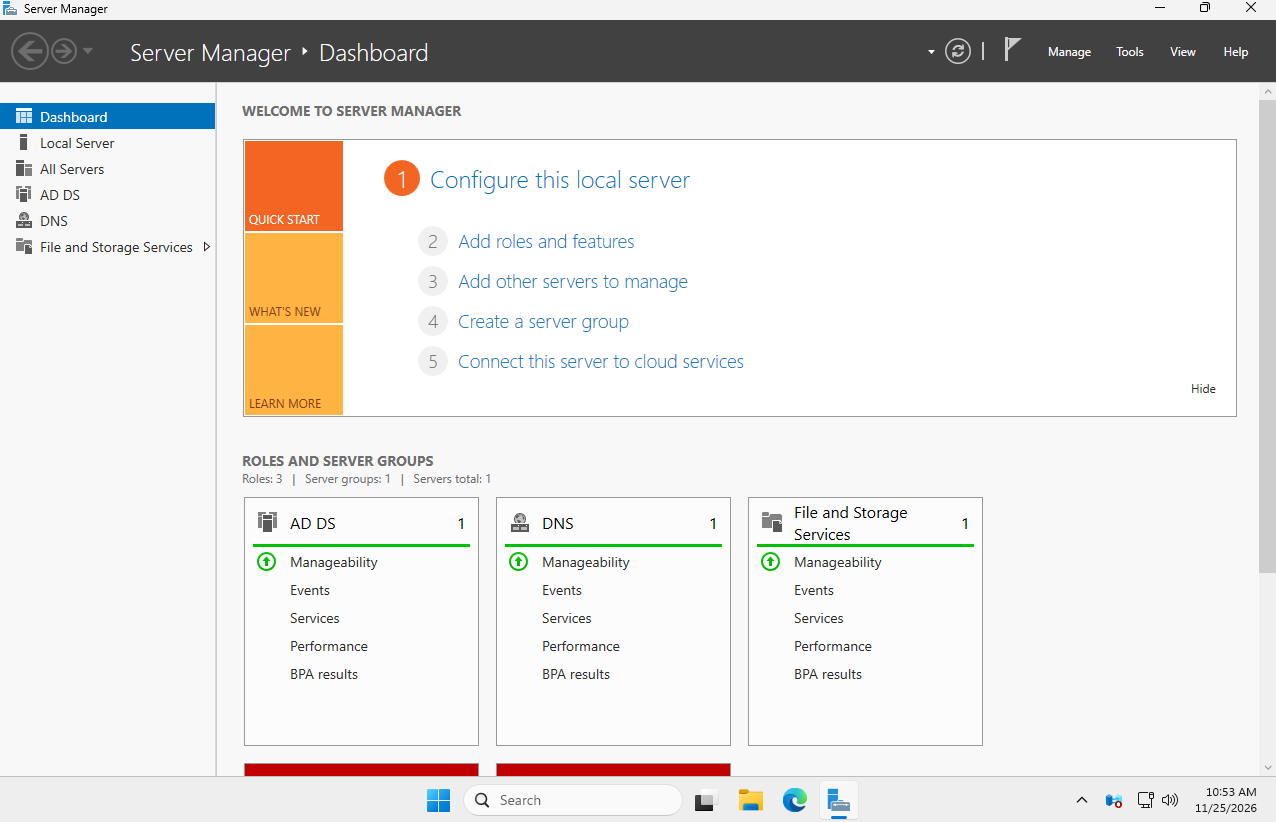 Server Manager
Server Manager ‣ Dashboard
Manage Tools View Help
Dashboard
Local Server
All Servers
AD DS
DNS
File and Storage Services
WELCOME TO SERVER MANAGER
QUICK START
WHAT'S NEW
LEARN MORE
1 Configure this local server
2 Add roles and features
3 Add other servers to manage
4 Create a server group
5 Connect this server to cloud services
Hide
ROLES AND SERVER GROUPS
Roles: 3 | Server groups: 1 | Servers total: 1
AD DS 1
Manageability
Events
Services
Performance
BPA results
DNS 1
Manageability
Events
Services
Performance
BPA results
File and Storage
Services 1
Manageability
Events
Services
Performance
BPA results
Search
10:53 AM
11/25/2026